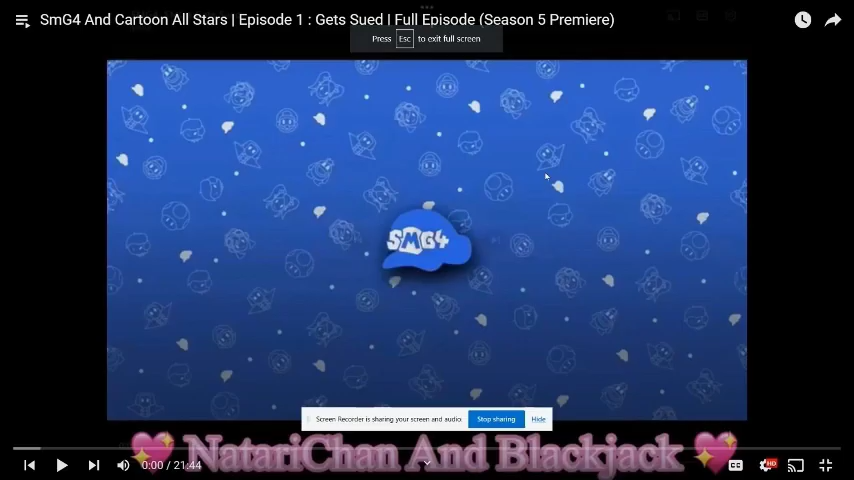 SmG4 And Cartoon All Stars | Episode 1 : Gets Sued | Full Episode (Season 5 Premiere)
Press Esc to exit full screen
SMG4
Screen Recorder is sharing your screen and audio. Stop sharing Hide
💖 NatariChan And Blackjack 💖
0:00 / 21:44 CC HD